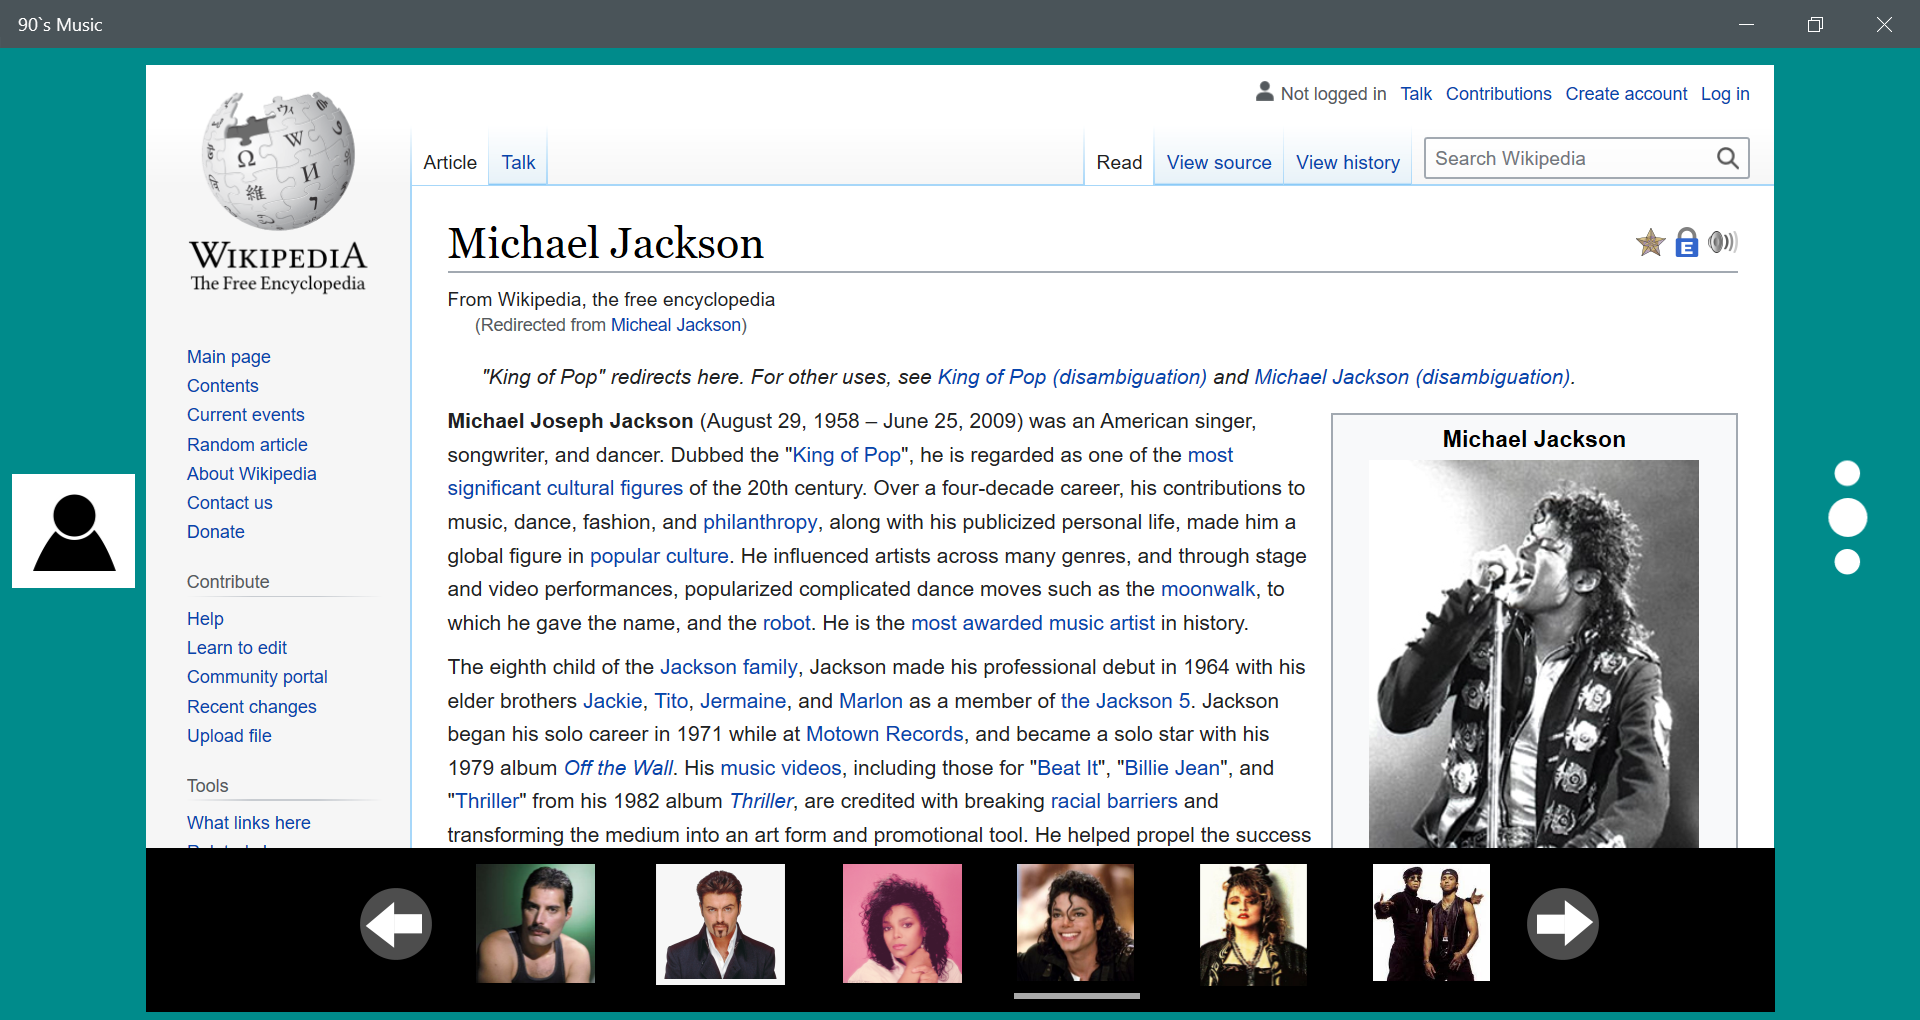 90`s Music
Not logged in Talk Contributions Create account Log in
Article Talk Read View source View history Search Wikipedia
WIKIPEDIA
The Free Encyclopedia
Main page
Contents
Current events
Random article
About Wikipedia
Contact us
Donate
Contribute
Help
Learn to edit
Community portal
Recent changes
Upload file
Tools
What links here
Michael Jackson
From Wikipedia, the free encyclopedia
(Redirected from Micheal Jackson)
"King of Pop" redirects here. For other uses, see King of Pop (disambiguation) and Michael Jackson (disambiguation).
Michael Joseph Jackson (August 29, 1958 – June 25, 2009) was an American singer,
songwriter, and dancer. Dubbed the "King of Pop", he is regarded as one of the most
significant cultural figures of the 20th century. Over a four-decade career, his contributions to
music, dance, fashion, and philanthropy, along with his publicized personal life, made him a
global figure in popular culture. He influenced artists across many genres, and through stage
and video performances, popularized complicated dance moves such as the moonwalk, to
which he gave the name, and the robot. He is the most awarded music artist in history.
The eighth child of the Jackson family, Jackson made his professional debut in 1964 with his
elder brothers Jackie, Tito, Jermaine, and Marlon as a member of the Jackson 5. Jackson
began his solo career in 1971 while at Motown Records, and became a solo star with his
1979 album Off the Wall. His music videos, including those for "Beat It", "Billie Jean", and
"Thriller" from his 1982 album Thriller, are credited with breaking racial barriers and
transforming the medium into an art form and promotional tool. He helped propel the success
Michael Jackson